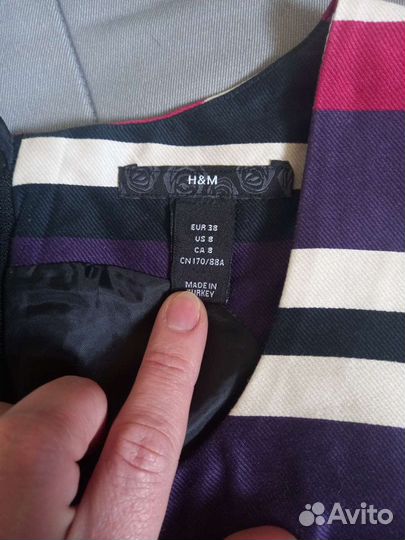 H&M
EUR 38
US 8
CA 8
CN170/88A
MADE IN
TURKEY
Avito